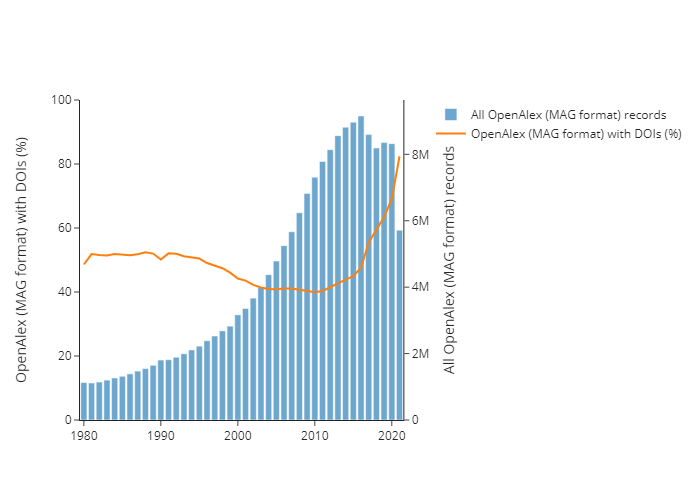 100
80
60
40
20
0
8M
6M
4M
2M
0
1980
1990
2000
2010
2020
OpenAlex (MAG format) with DOIs (%)
All OpenAlex (MAG format) records
All OpenAlex (MAG format) records
OpenAlex (MAG format) with DOIs (%)